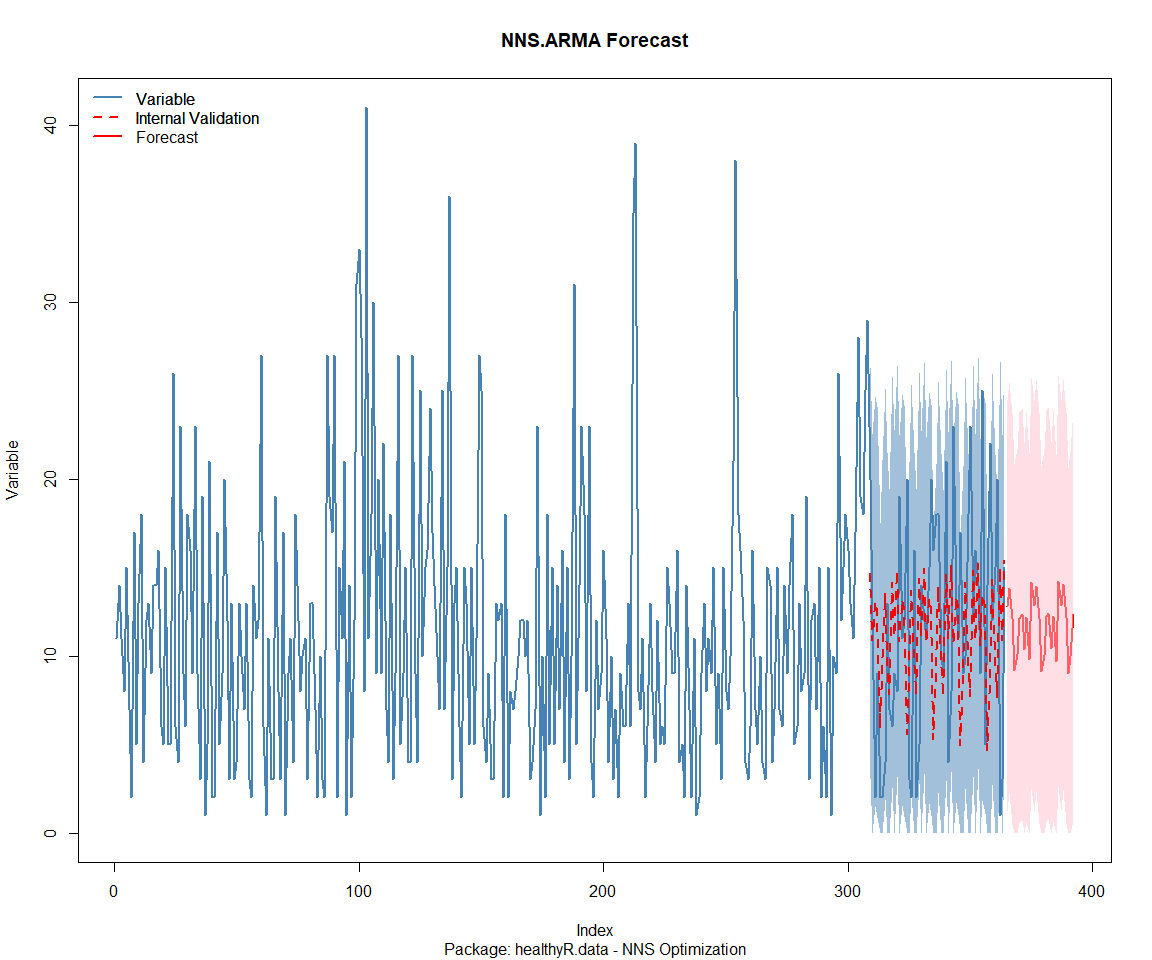 NNS.ARMA Forecast
Variable
Internal Validation
Forecast
Variable
40
30
20
10
0
0 100 200 300 400
Index
Package: healthyR.data - NNS Optimization